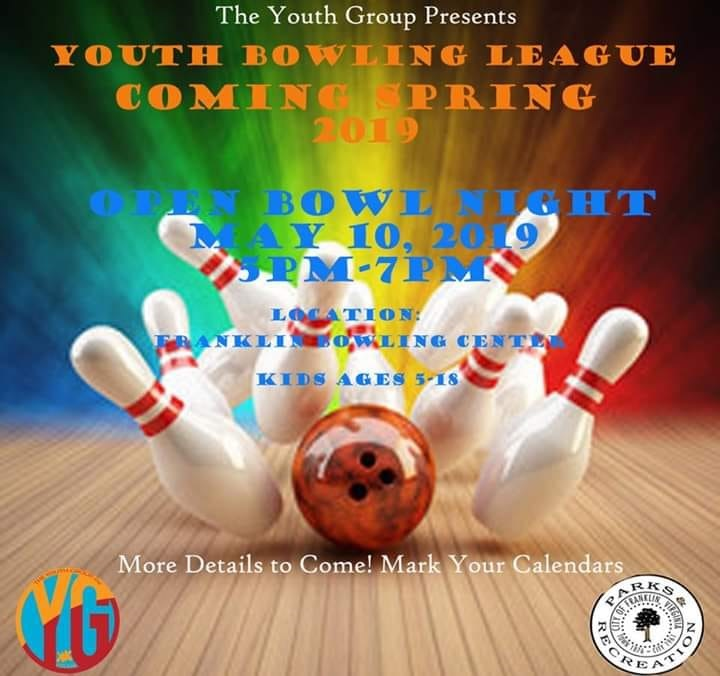 The Youth Group Presents
YOUTH BOWLING LEAGUE
COMING SPRING
2019
OPEN BOWL NIGHT
MAY 10, 2019
5PM-7PM
LOCATION:
FRANKLIN BOWLING CENTER
KIDS AGES 5-18
More Details to Come! Mark Your Calendars
YG
PARKS &
RECREATION
CITY OF FRANKLIN, VIRGINIA